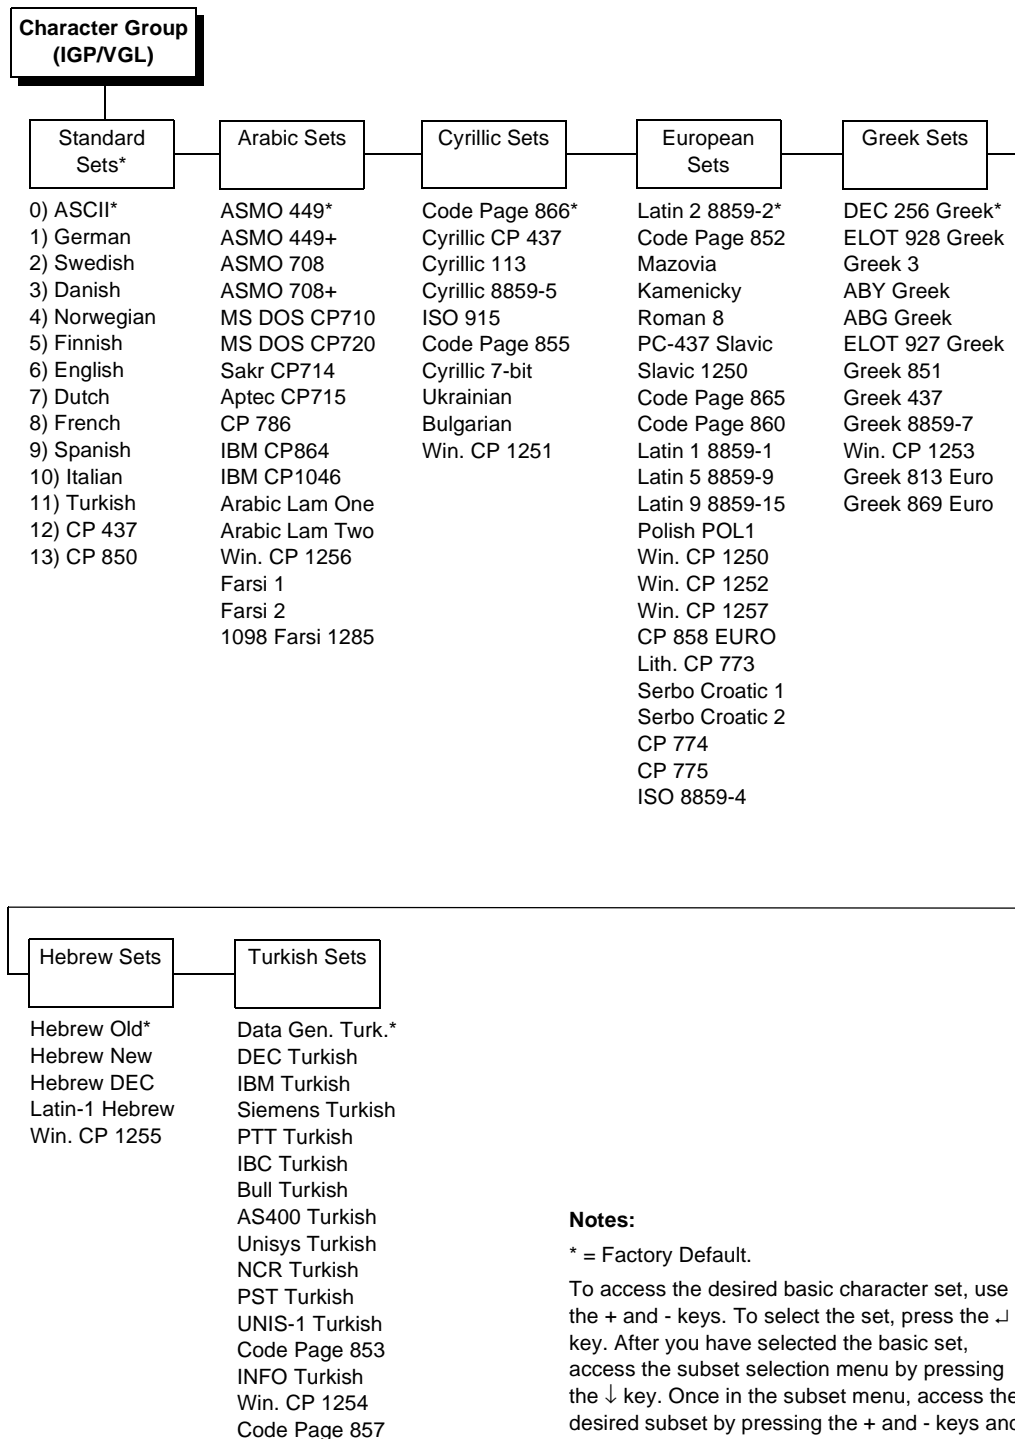 Character Group
(IGP/VGL)
Standard
Sets*
0) ASCII*
1) German
2) Swedish
3) Danish
4) Norwegian
5) Finnish
6) English
7) Dutch
8) French
9) Spanish
10) Italian
11) Turkish
12) CP 437
13) CP 850
Arabic Sets
ASMO 449*
ASMO 449+
ASMO 708
ASMO 708+
MS DOS CP710
MS DOS CP720
Sakr CP714
Aptec CP715
CP 786
IBM CP864
IBM CP1046
Arabic Lam One
Arabic Lam Two
Win. CP 1256
Farsi 1
Farsi 2
1098 Farsi 1285
Cyrillic Sets
Code Page 866*
Cyrillic CP 437
Cyrillic 113
Cyrillic 8859-5
ISO 915
Code Page 855
Cyrillic 7-bit
Ukrainian
Bulgarian
Win. CP 1251
European
Sets
Latin 2 8859-2*
Code Page 852
Mazovia
Kamenicky
Roman 8
PC-437 Slavic
Slavic 1250
Code Page 865
Code Page 860
Latin 1 8859-1
Latin 5 8859-9
Latin 9 8859-15
Polish POL1
Win. CP 1250
Win. CP 1252
Win. CP 1257
CP 858 EURO
Lith. CP 773
Serbo Croatic 1
Serbo Croatic 2
CP 774
CP 775
ISO 8859-4
Greek Sets
DEC 256 Greek*
ELOT 928 Greek
Greek 3
ABY Greek
ABG Greek
ELOT 927 Greek
Greek 851
Greek 437
Greek 8859-7
Win. CP 1253
Greek 813 Euro
Greek 869 Euro
Hebrew Sets
Hebrew Old*
Hebrew New
Hebrew DEC
Latin-1 Hebrew
Win. CP 1255
Turkish Sets
Data Gen. Turk.*
DEC Turkish
IBM Turkish
Siemens Turkish
PTT Turkish
IBC Turkish
Bull Turkish
AS400 Turkish
Unisys Turkish
NCR Turkish
PST Turkish
UNIS-1 Turkish
Code Page 853
INFO Turkish
Win. CP 1254
Code Page 857
Notes:
* = Factory Default.
To access the desired basic character set, use
the + and - keys. To select the set, press the ↵
key. After you have selected the basic set,
access the subset selection menu by pressing
the ↓ key. Once in the subset menu, access the
desired subset by pressing the + and - keys and